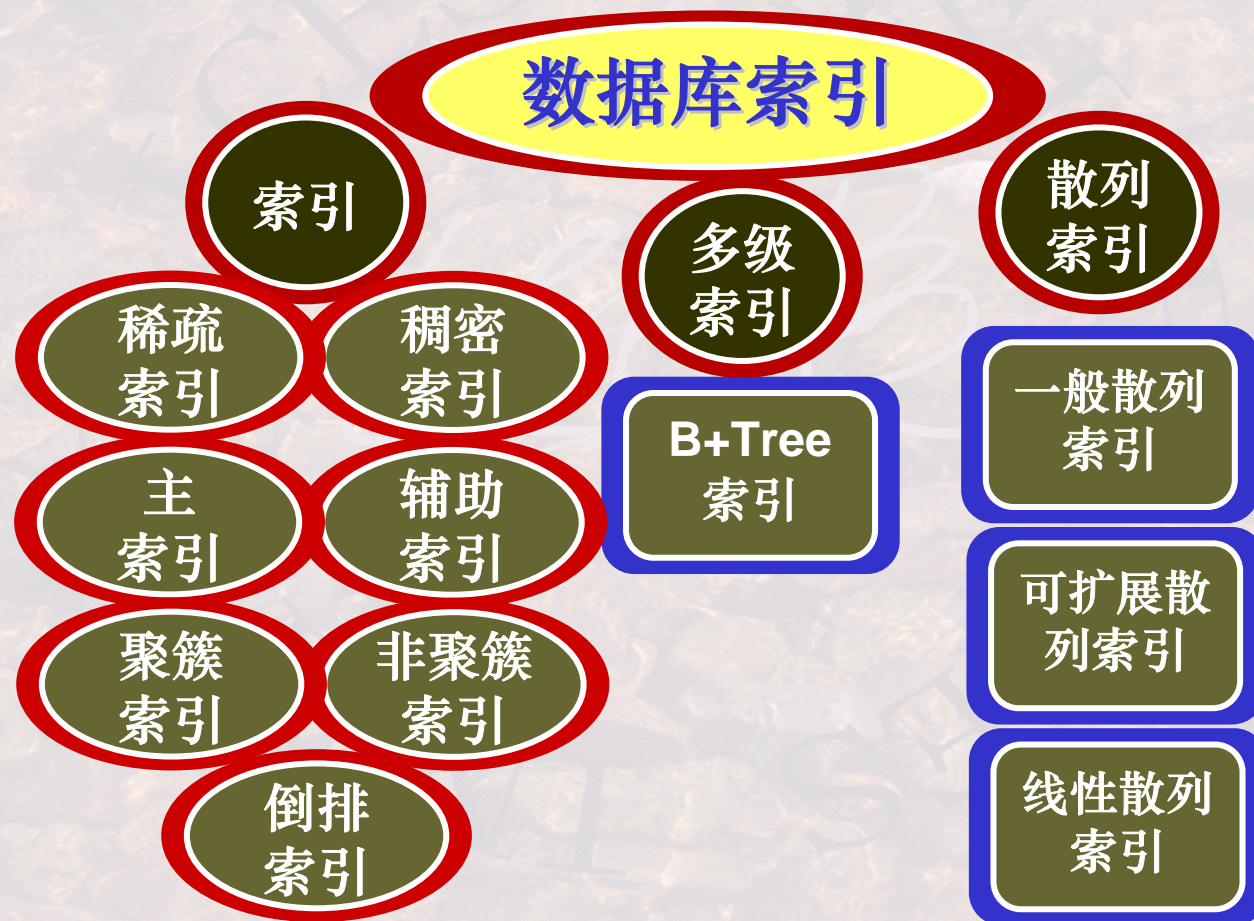 数据库索引
索引
多级
索引
散列
索引
稀疏
索引
稠密
索引
主
索引
辅助
索引
聚簇
索引
非聚簇
索引
倒排
索引
B+Tree
索引
一般散列
索引
可扩展散
列索引
线性散列
索引